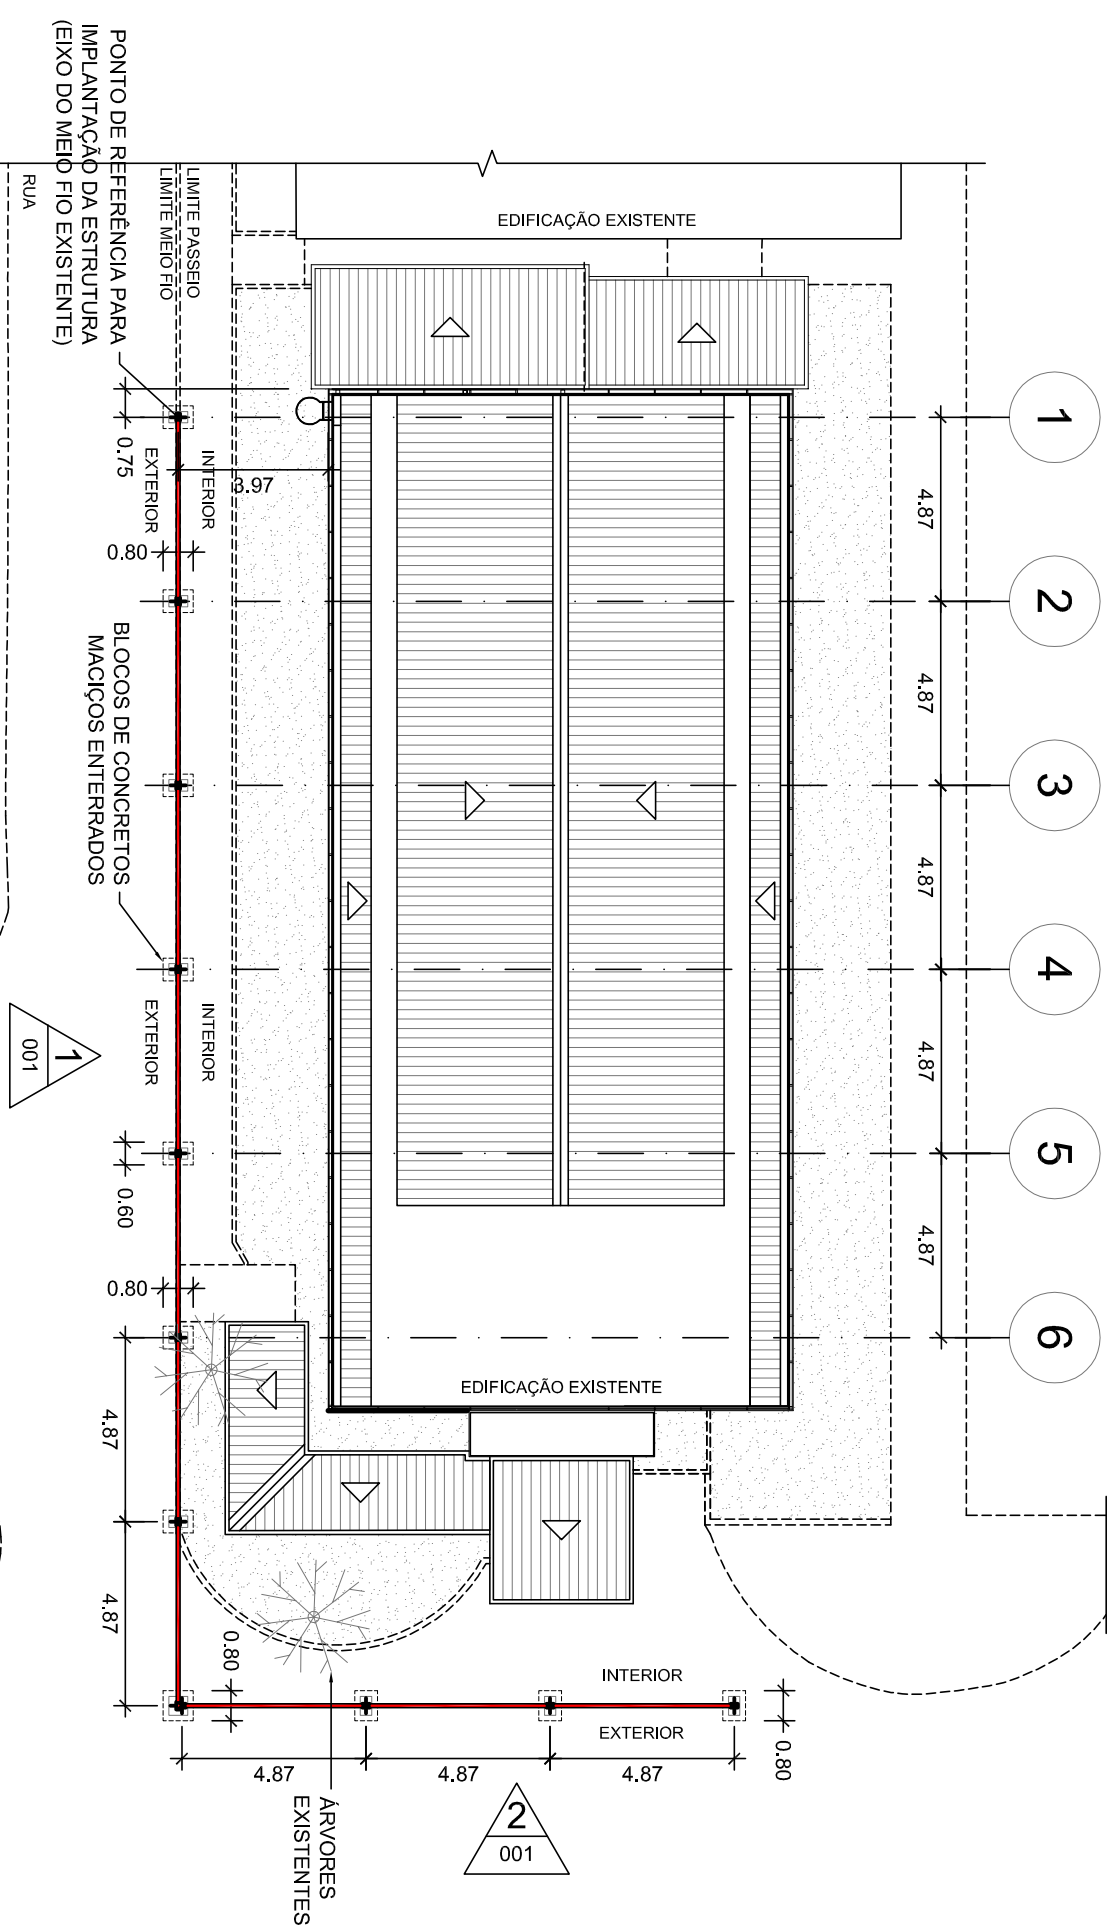 PONTO DE REFERÊNCIA PARA
IMPLANTAÇÃO DA ESTRUTURA
(EIXO DO MEIO FIO EXISTENTE)
RUA
LIMITE PASSEIO
LIMITE MEIO FIO
EDIFICAÇÃO EXISTENTE
1
2
3
4
5
6
4.87
4.87
4.87
4.87
4.87
0.75
3.97
INTERIOR
EXTERIOR
0.80
BLOCOS DE CONCRETOS
MACIÇOS ENTERRADOS
INTERIOR
EXTERIOR
1
001
0.60
0.80
EDIFICAÇÃO EXISTENTE
4.87
4.87
0.80
INTERIOR
EXTERIOR
0.80
4.87
4.87
4.87
ÁRVORES
EXISTENTES
2
001